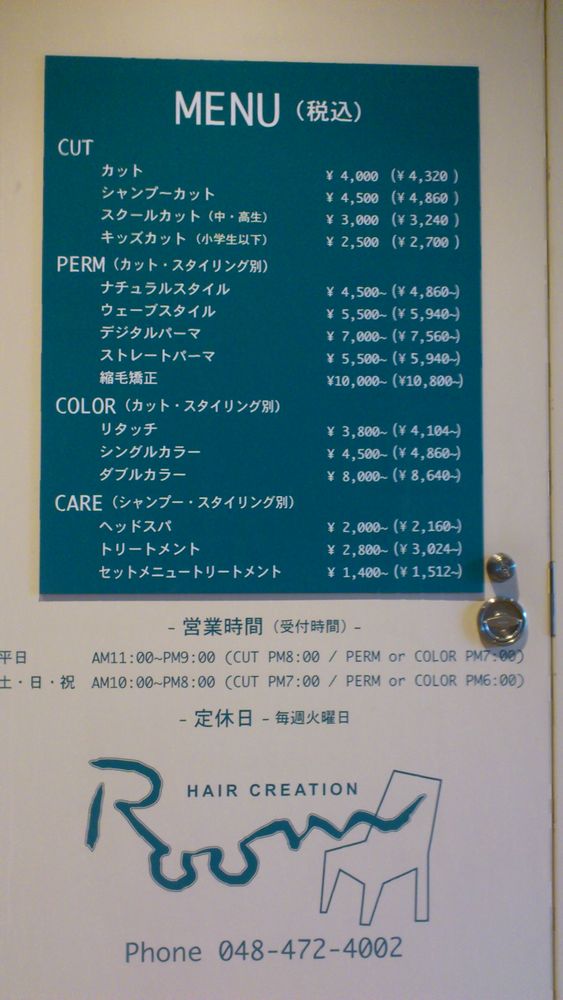 MENU (税込)
CUT
カット ¥ 4,000 (¥ 4,320 )
シャンプーカット ¥ 4,500 (¥ 4,860 )
スクールカット (中・高生) ¥ 3,000 (¥ 3,240 )
キッズカット (小学生以下) ¥ 2,500 (¥ 2,700 )
PERM (カット・スタイリング別)
ナチュラルスタイル ¥ 4,500~ (¥ 4,860~)
ウェーブスタイル ¥ 5,500~ (¥ 5,940~)
デジタルパーマ ¥ 7,000~ (¥ 7,560~)
ストレートパーマ ¥ 5,500~ (¥ 5,940~)
縮毛矯正 ¥10,000~ (¥10,800~)
COLOR (カット・スタイリング別)
リタッチ ¥ 3,800~ (¥ 4,104~)
シングルカラー ¥ 4,500~ (¥ 4,860~)
ダブルカラー ¥ 8,000~ (¥ 8,640~)
CARE (シャンプー・スタイリング別)
ヘッドスパ ¥ 2,000~ (¥ 2,160~)
トリートメント ¥ 2,800~ (¥ 3,024~)
セットメニュートリートメント ¥ 1,400~ (¥ 1,512~)
- 営業時間 (受付時間) -
平日 AM11:00~PM9:00 (CUT PM8:00 / PERM or COLOR PM7:00)
土・日・祝 AM10:00~PM8:00 (CUT PM7:00 / PERM or COLOR PM6:00)
- 定休日 - 毎週火曜日
HAIR CREATION
Room
Phone 048-472-4002